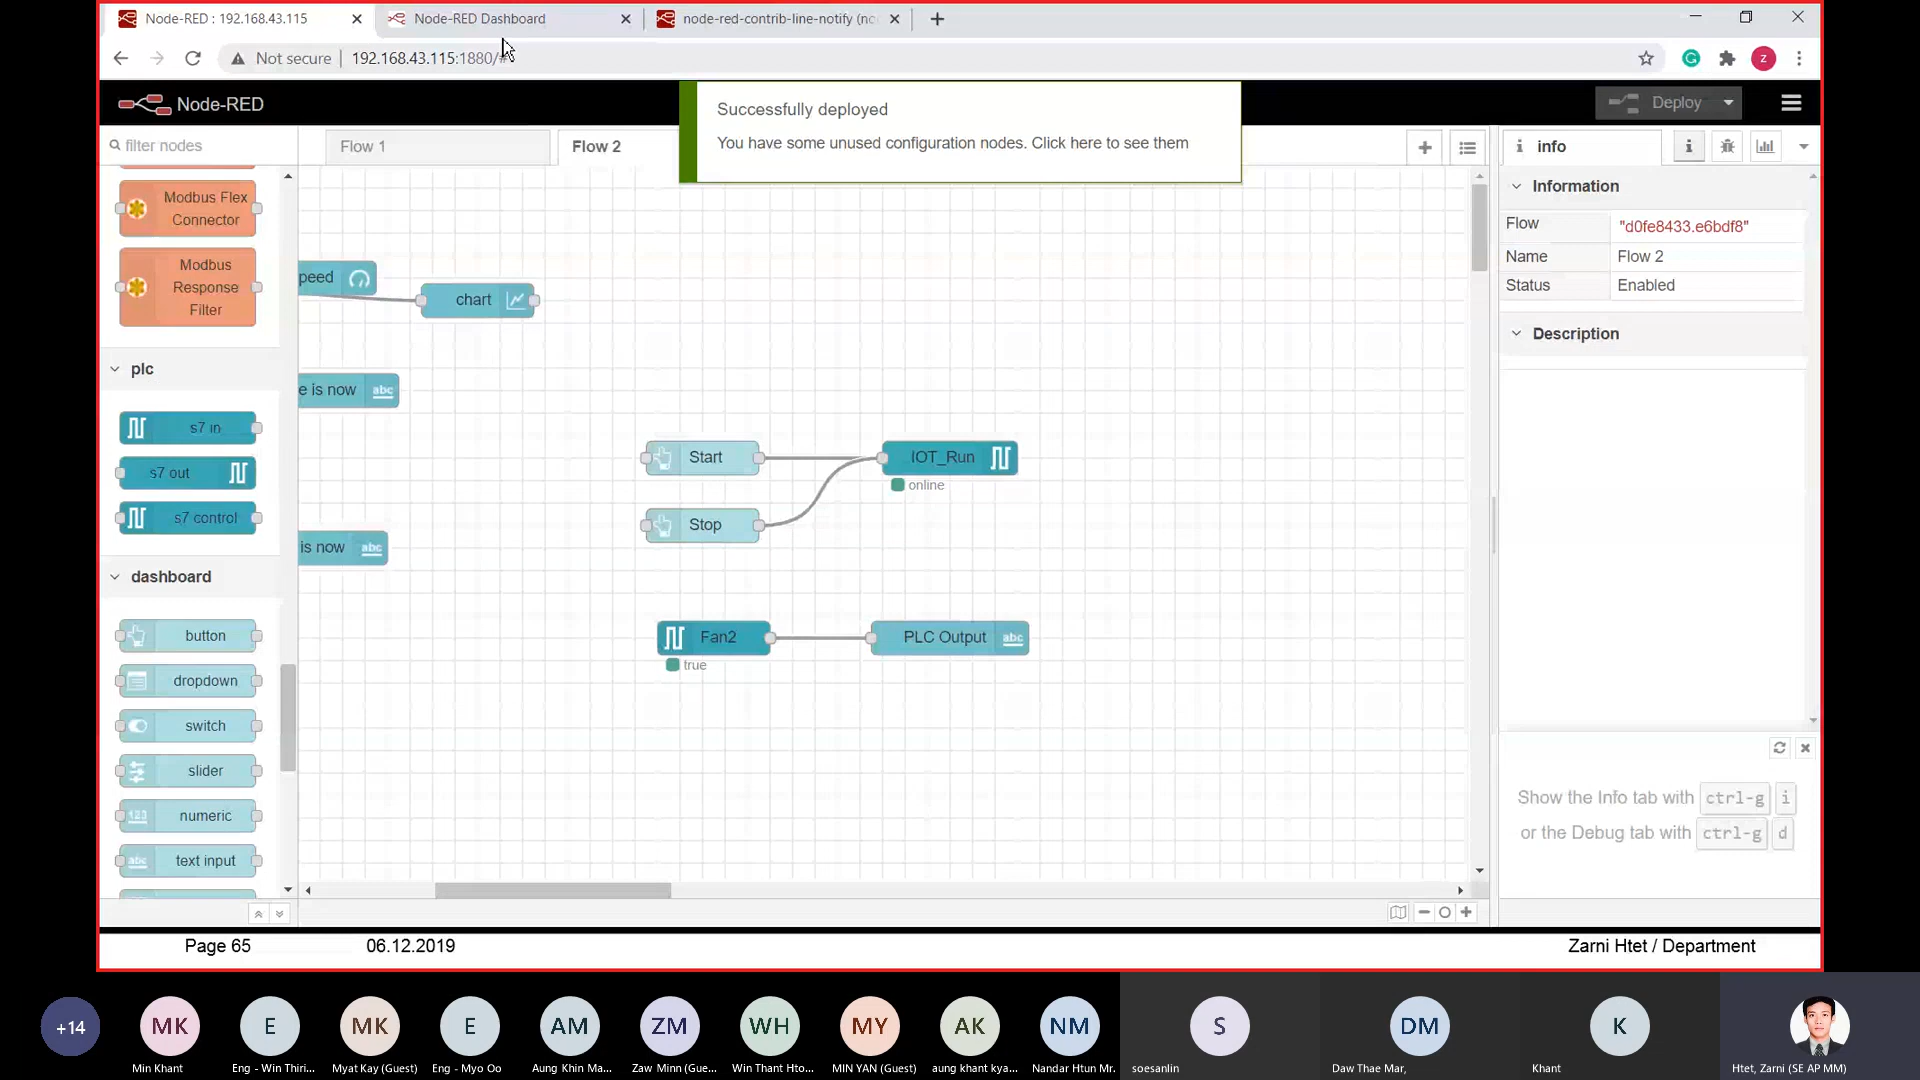 Node-RED : 192.168.43.115
Node-RED Dashboard
node-red-contrib-line-notify (no
Not secure | 192.168.43.115:1880/#
Node-RED
Deploy
Successfully deployed
You have some unused configuration nodes. Click here to see them
filter nodes
Flow 1
Flow 2
info
Modbus Flex
Connector
Modbus
Response
Filter
plc
s7 in
s7 out
s7 control
dashboard
button
dropdown
switch
slider
numeric
text input
peed
chart
e is now
abc
is now
abc
Start
IOT_Run
online
Stop
Fan2
true
PLC Output
abc
Information
Flow "d0fe8433.e6bdf8"
Name Flow 2
Status Enabled
Description
Show the Info tab with ctrl-g i
or the Debug tab with ctrl-g d
Page 65
06.12.2019
Zarni Htet / Department
+14
MK
E
MK
E
AM
ZM
WH
MY
AK
NM
S
DM
K
Min Khant
Eng - Win Thiri...
Myat Kay (Guest)
Eng - Myo Oo
Aung Khin Ma...
Zaw Minn (Gue...
Win Thant Hto...
MIN YAN (Guest)
aung khant kya...
Nandar Htun Mr.
soesanlin
Daw Thae Mar,
Khant
Htet, Zarni (SE AP MM)